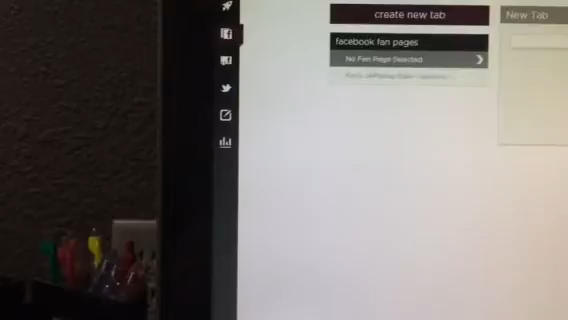 create new tab
New Tab
facebook fan pages
No Fan Page Selected